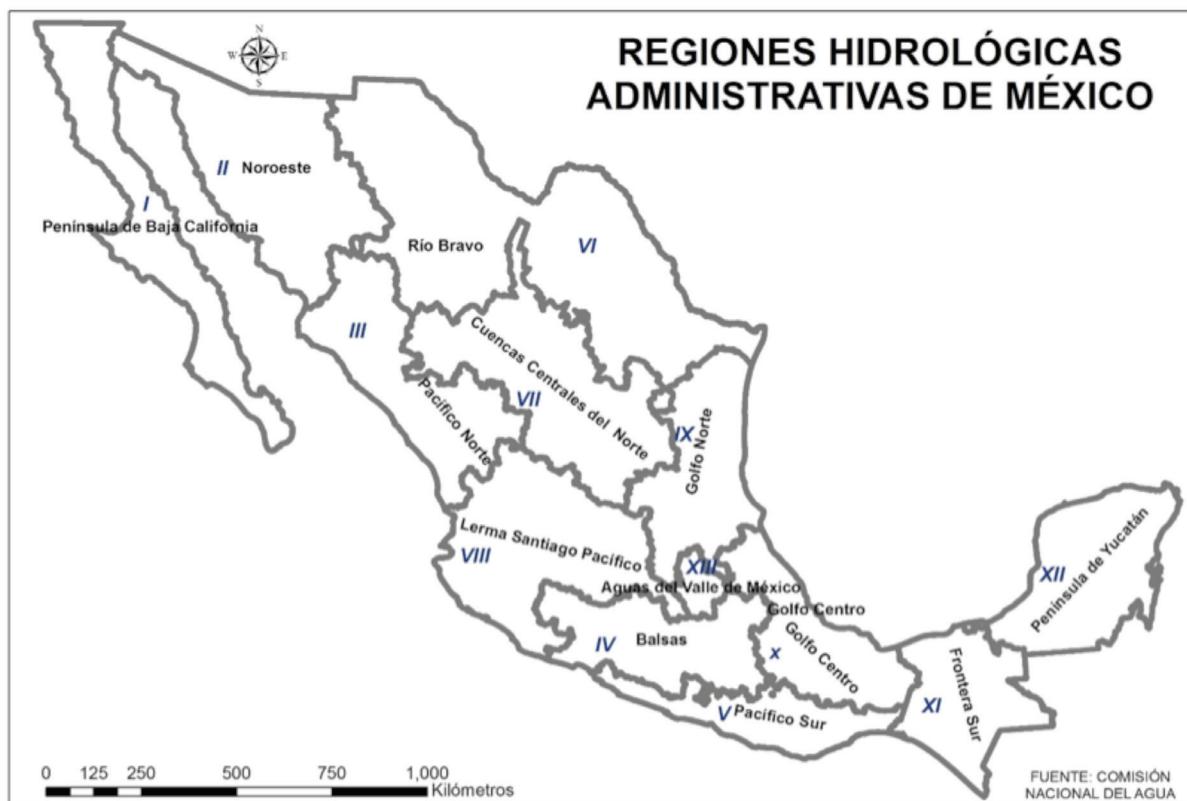 REGIONES HIDROLÓGICAS
ADMINISTRATIVAS DE MÉXICO
N
W
E
S
II Noroeste
I
Península de Baja California
Río Bravo
VI
III
Cuencas Centrales del Norte
VII
Pacífico Norte
IX
Golfo Norte
Lerma Santiago Pacífico
VIII
XIII
Aguas del Valle de México
XII
Península de Yucatán
Golfo Centro
IV
Balsas
x
Golfo Centro
Frontera Sur
XI
V
Pacífico Sur
0 125 250 500 750 1,000
Kilómetros
FUENTE: COMISIÓN
NACIONAL DEL AGUA